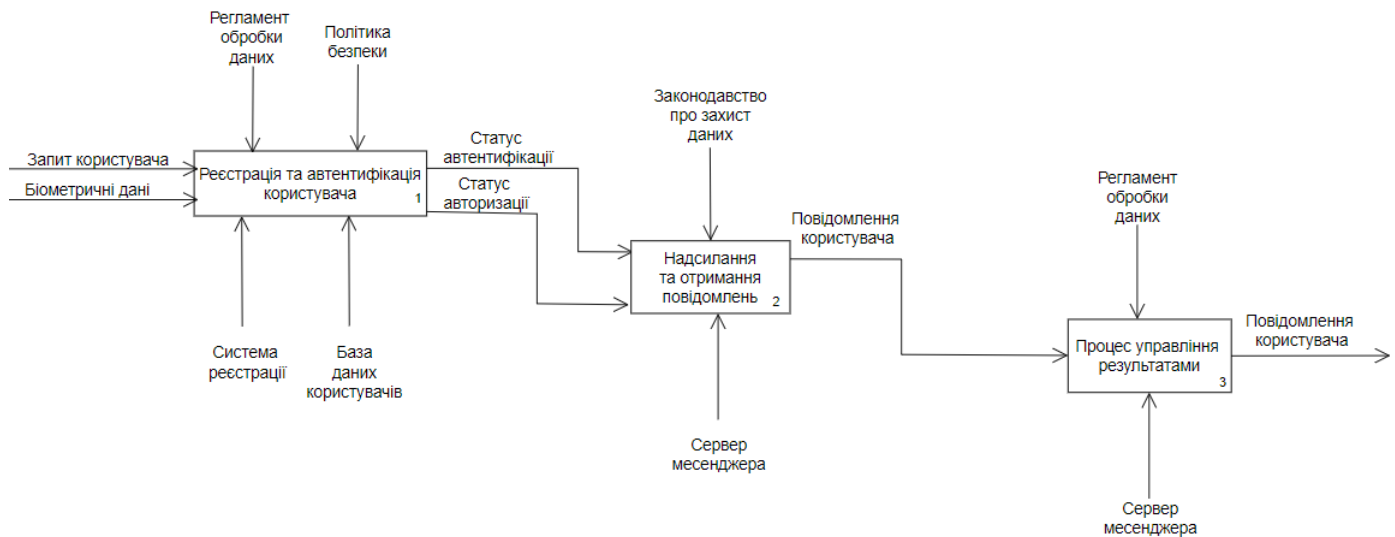 Регламент
обробки
даних
Політика
безпеки
Запит користувача
Біометричні дані
Реєстрація та автентифікація
користувача
1
Статус
автентифікації
Статус
авторизації
Система
реєстрації
База
даних
користувачів
Законодавство
про захист
даних
Надсилання
та отримання
повідомлень
2
Повідомлення
користувача
Сервер
месенджера
Регламент
обробки
даних
Процес управління
результатами
3
Повідомлення
користувача
Сервер
месенджера